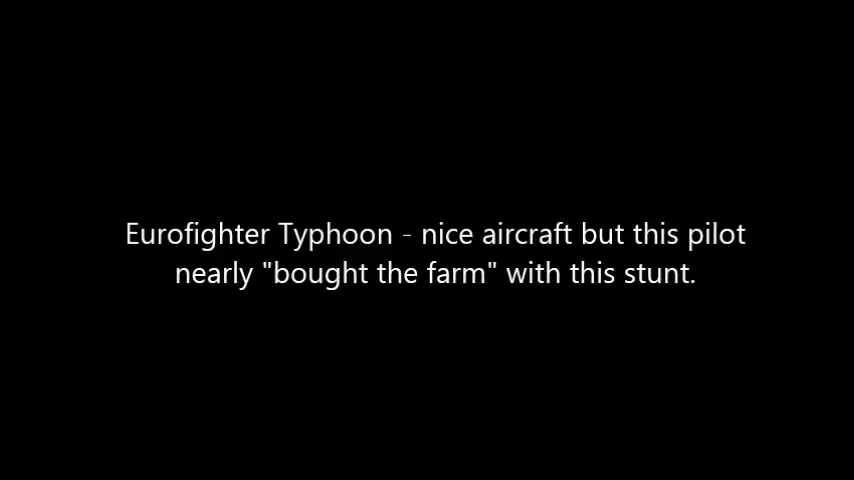 Eurofighter Typhoon - nice aircraft but this pilot
nearly "bought the farm" with this stunt.